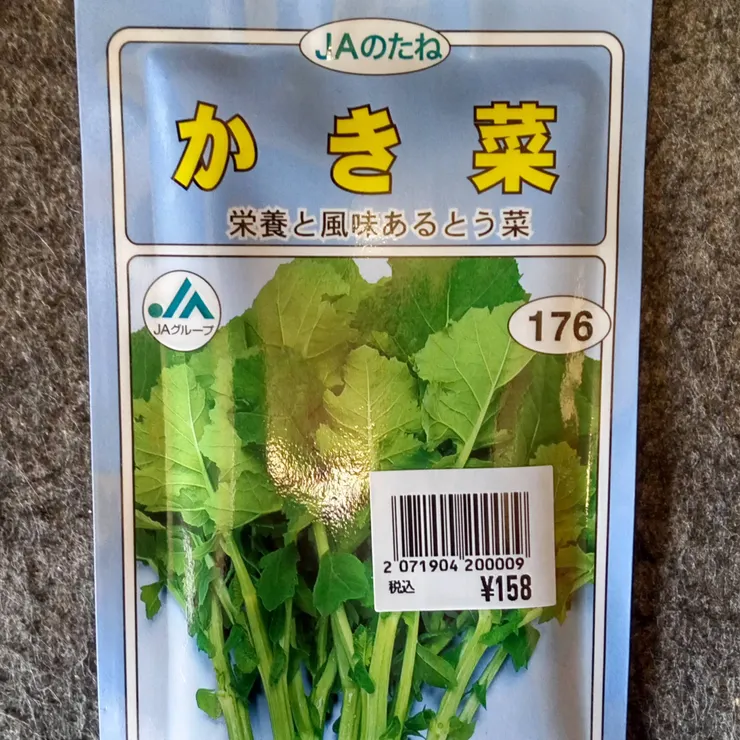 JAのたね
かき菜
栄養と風味あるとう菜
JAグループ
176
2 071904 200009
税込 ¥158